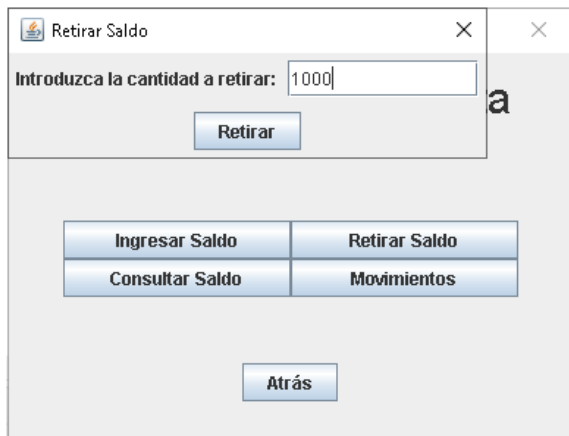 Retirar Saldo
Introduzca la cantidad a retirar: 1000
Retirar
Ingresar Saldo Retirar Saldo
Consultar Saldo Movimientos
Atrás